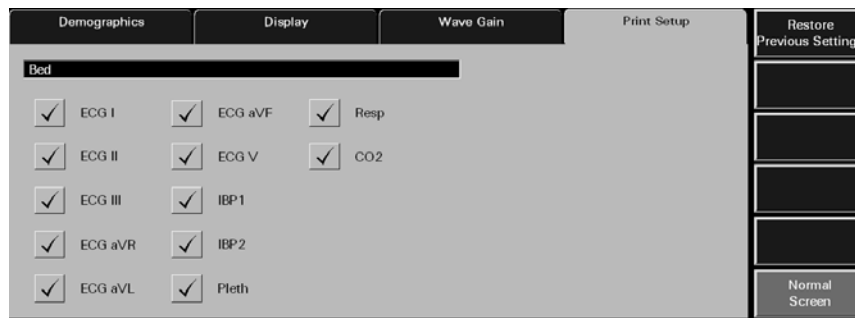 Demographics
Display
Wave Gain
Print Setup
Restore
Previous Setting
Bed
ECG I
ECG aVF
Resp
ECG II
ECG V
CO2
ECG III
IBP1
ECG aVR
IBP2
ECG aVL
Pleth
Normal
Screen